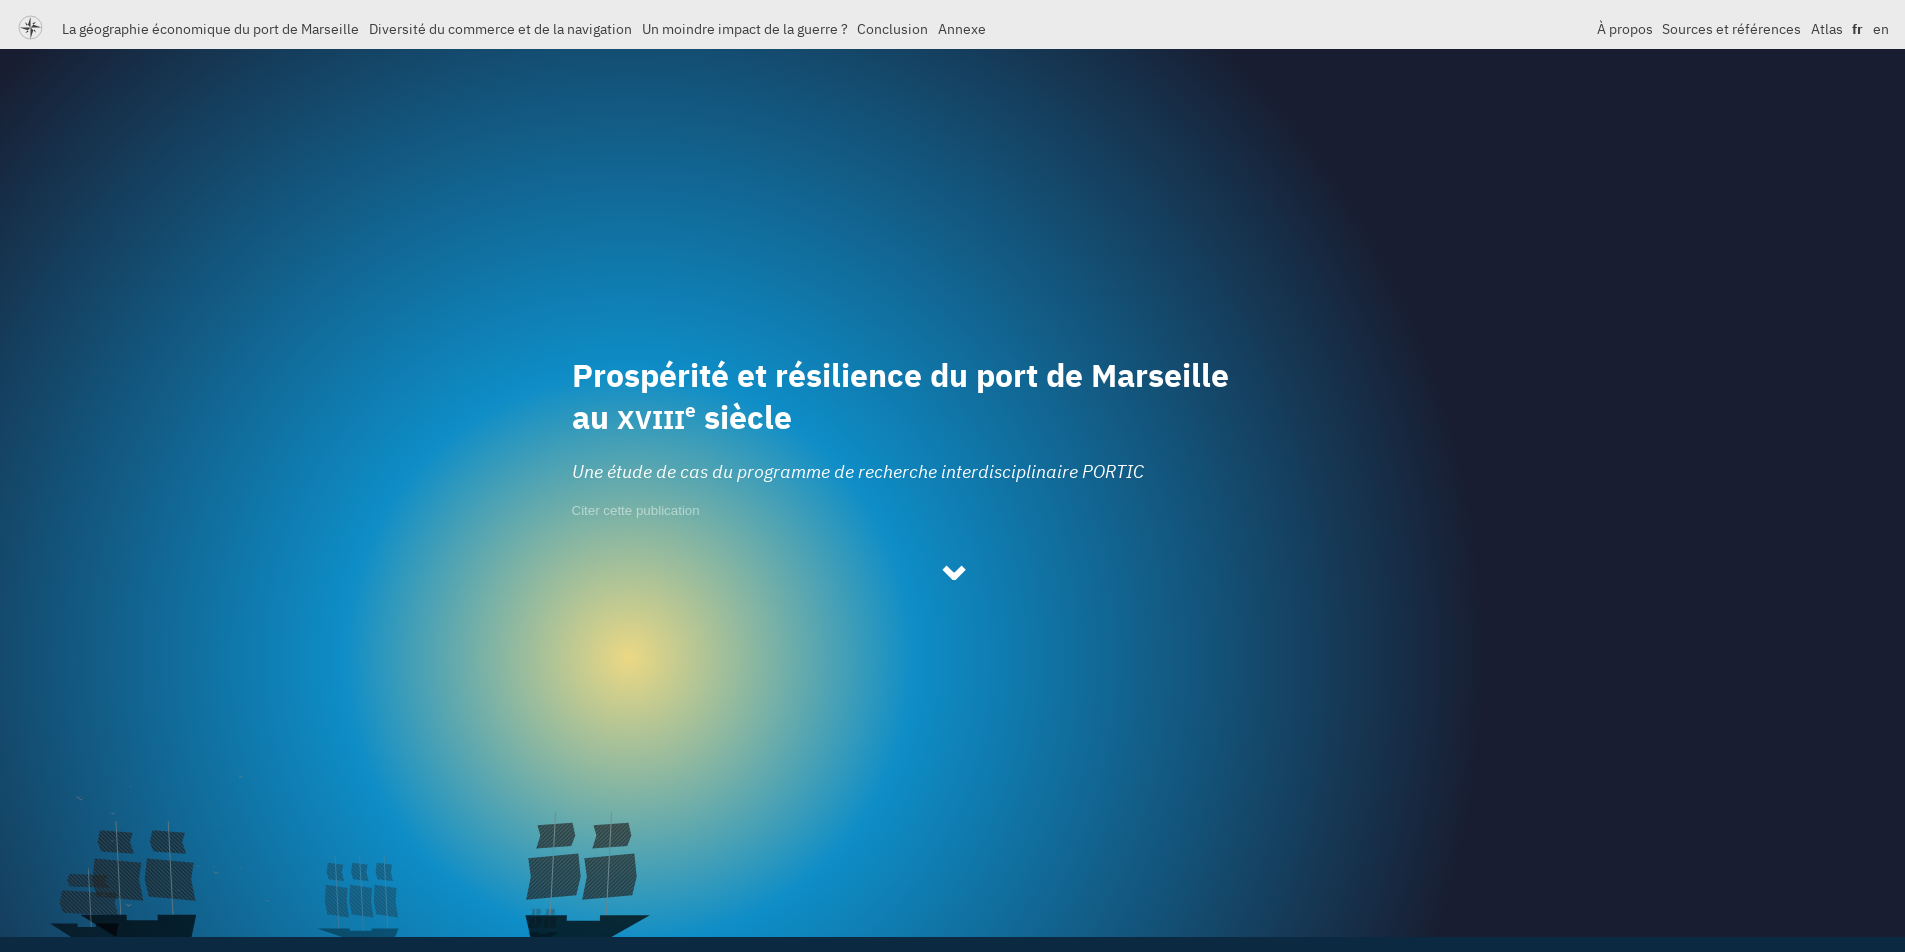 La géographie économique du port de Marseille Diversité du commerce et de la navigation Un moindre impact de la guerre ? Conclusion Annexe À propos Sources et références Atlas fr en
Prospérité et résilience du port de Marseille
au XVIIIe siècle
Une étude de cas du programme de recherche interdisciplinaire PORTIC
Citer cette publication